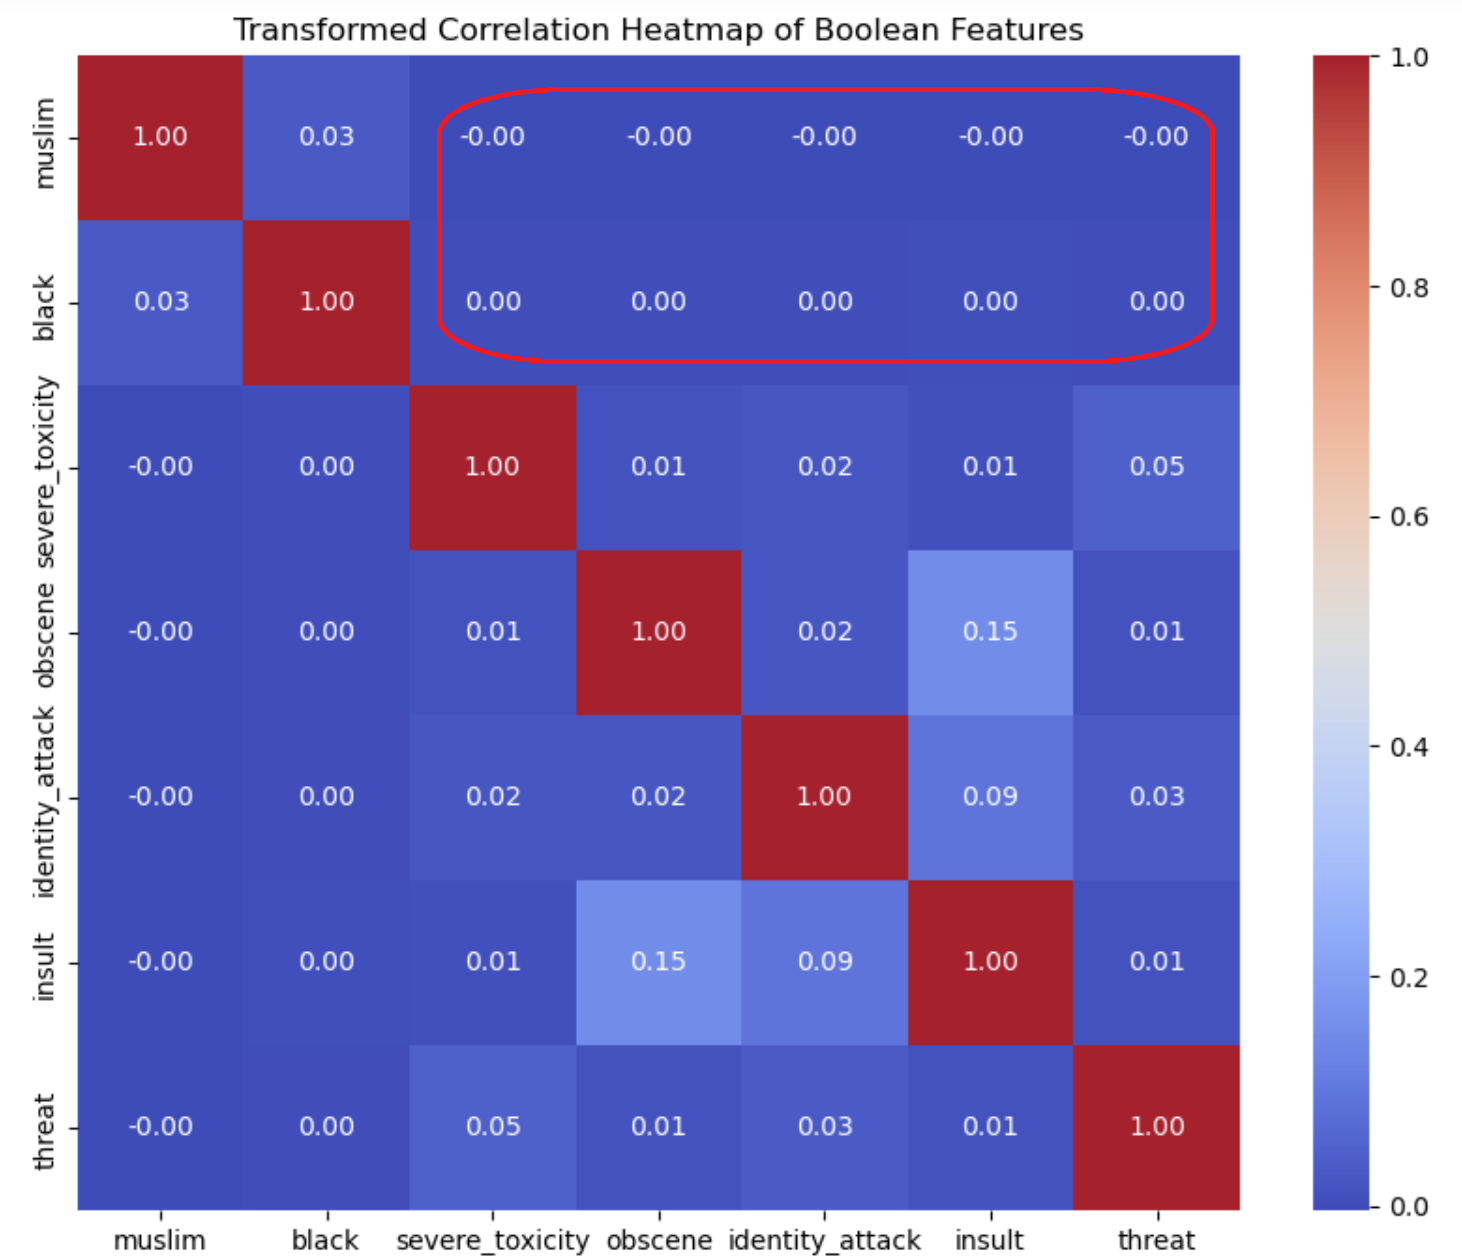 Transformed Correlation Heatmap of Boolean Features
muslim 1.00 0.03 -0.00 -0.00 -0.00 -0.00 -0.00
black 0.03 1.00 0.00 0.00 0.00 0.00 0.00
severe_toxicity -0.00 0.00 1.00 0.01 0.02 0.01 0.05
obscene -0.00 0.00 0.01 1.00 0.02 0.15 0.01
identity_attack -0.00 0.00 0.02 0.02 1.00 0.09 0.03
insult -0.00 0.00 0.01 0.15 0.09 1.00 0.01
threat -0.00 0.00 0.05 0.01 0.03 0.01 1.00
muslim black severe_toxicity obscene identity_attack insult threat
1.0
0.8
0.6
0.4
0.2
0.0